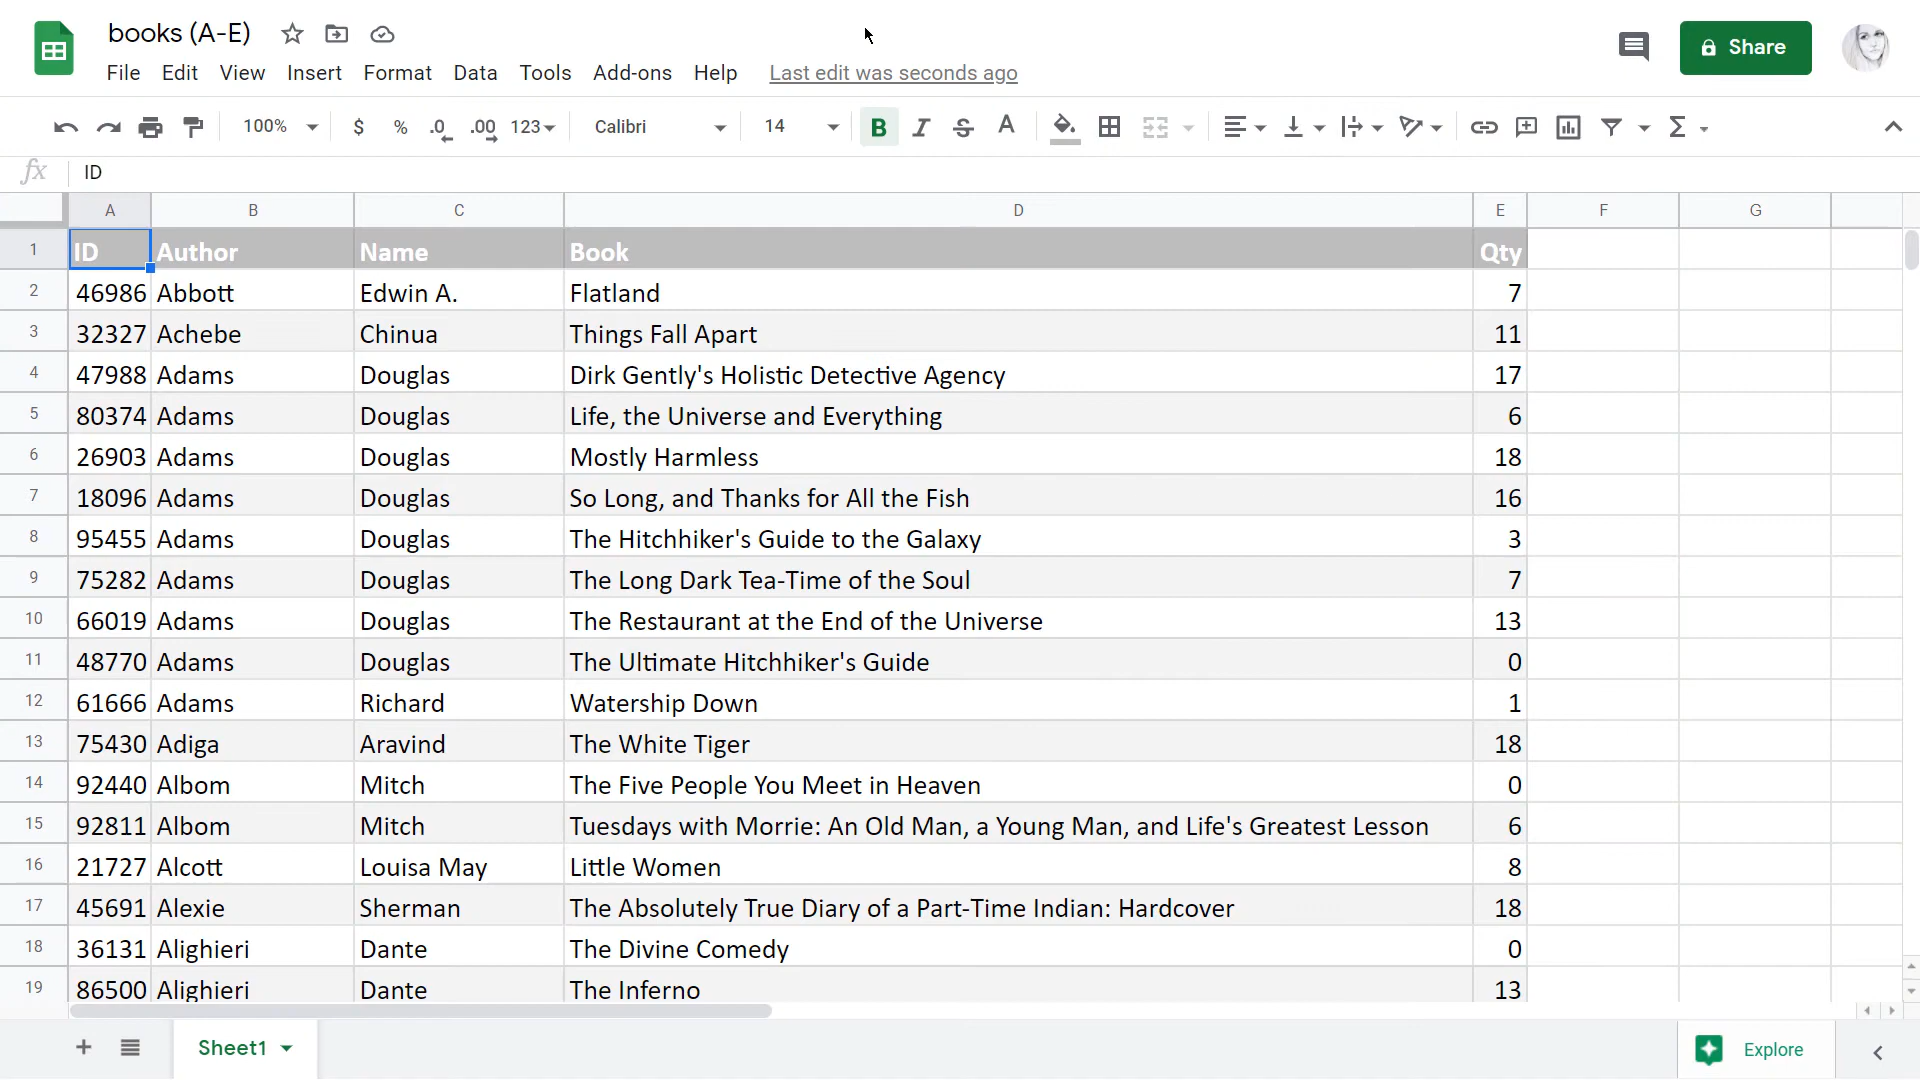 books (A-E)
File Edit View Insert Format Data Tools Add-ons Help Last edit was seconds ago
Share
100% $ % .0 .00 123 Calibri 14 B I S A
fx ID
A B C D E F G
1 ID Author Name Book Qty
2 46986 Abbott Edwin A. Flatland 7
3 32327 Achebe Chinua Things Fall Apart 11
4 47988 Adams Douglas Dirk Gently's Holistic Detective Agency 17
5 80374 Adams Douglas Life, the Universe and Everything 6
6 26903 Adams Douglas Mostly Harmless 18
7 18096 Adams Douglas So Long, and Thanks for All the Fish 16
8 95455 Adams Douglas The Hitchhiker's Guide to the Galaxy 3
9 75282 Adams Douglas The Long Dark Tea-Time of the Soul 7
10 66019 Adams Douglas The Restaurant at the End of the Universe 13
11 48770 Adams Douglas The Ultimate Hitchhiker's Guide 0
12 61666 Adams Richard Watership Down 1
13 75430 Adiga Aravind The White Tiger 18
14 92440 Albom Mitch The Five People You Meet in Heaven 0
15 92811 Albom Mitch Tuesdays with Morrie: An Old Man, a Young Man, and Life's Greatest Lesson 6
16 21727 Alcott Louisa May Little Women 8
17 45691 Alexie Sherman The Absolutely True Diary of a Part-Time Indian: Hardcover 18
18 36131 Alighieri Dante The Divine Comedy 0
19 86500 Alighieri Dante The Inferno 13
Sheet1 Explore